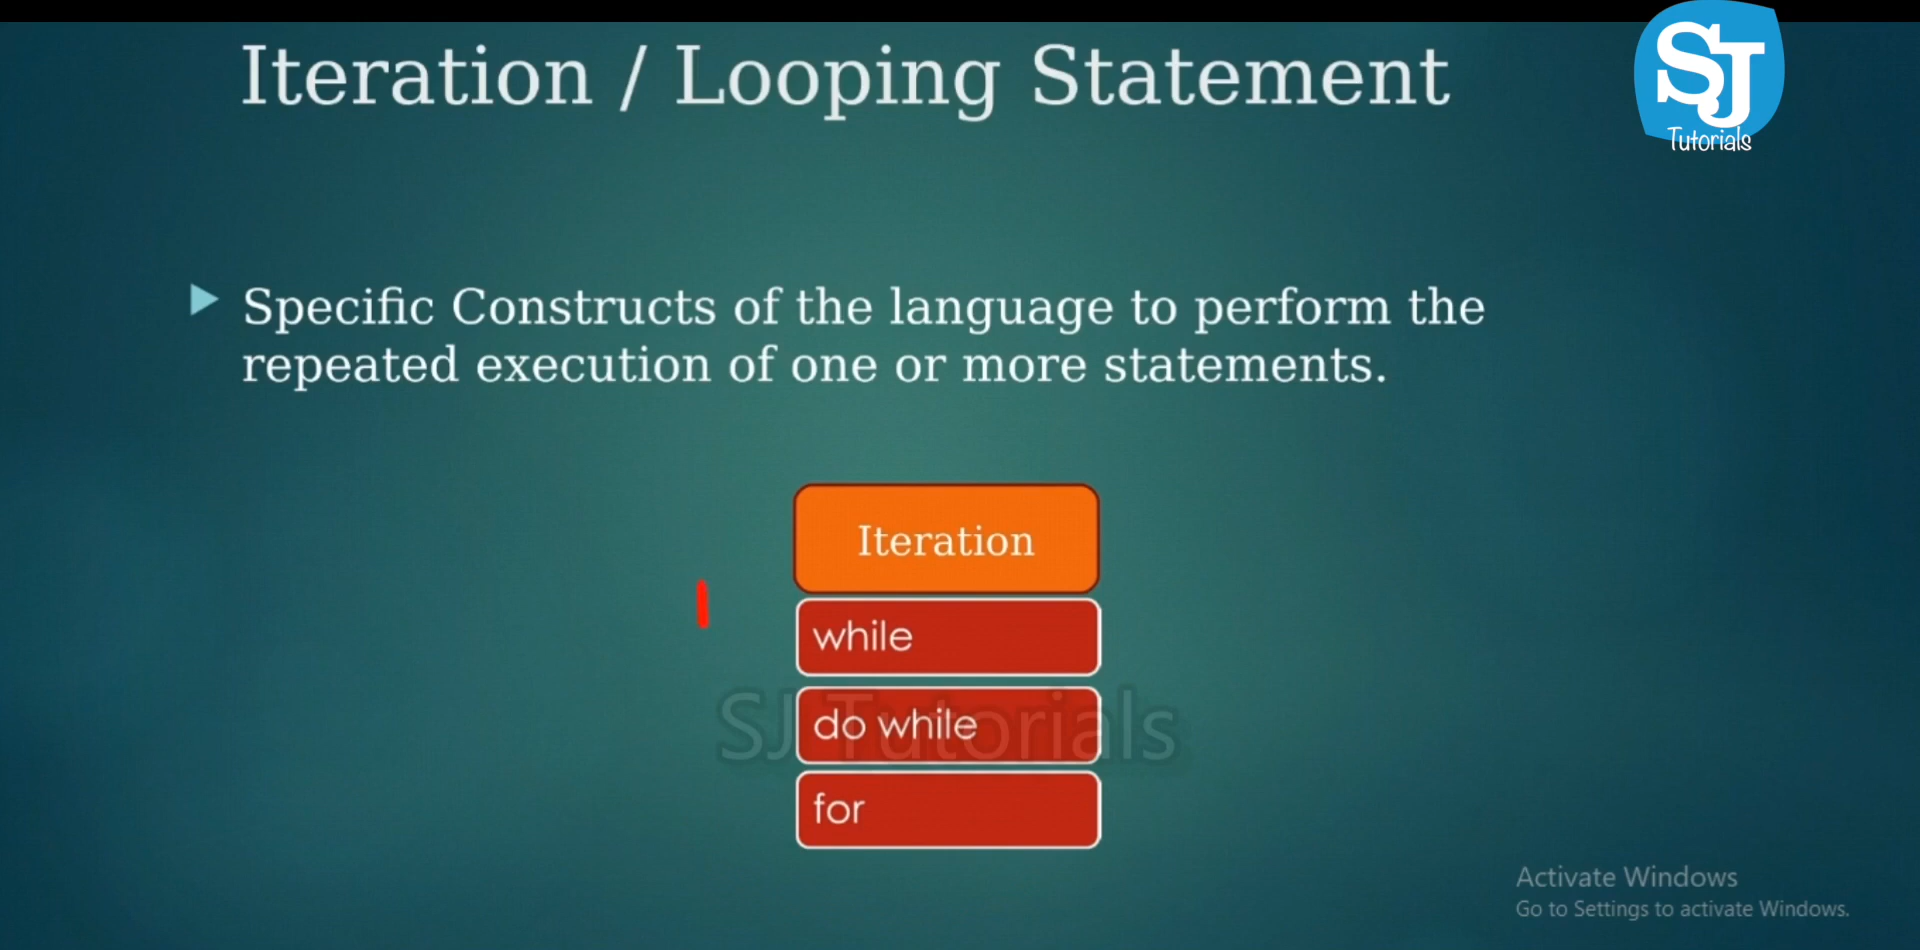 Iteration / Looping Statement
SJ
Tutorials
Specific Constructs of the language to perform the
repeated execution of one or more statements.
Iteration
while
do while
for
SJ Tutorials
Activate Windows
Go to Settings to activate Windows.